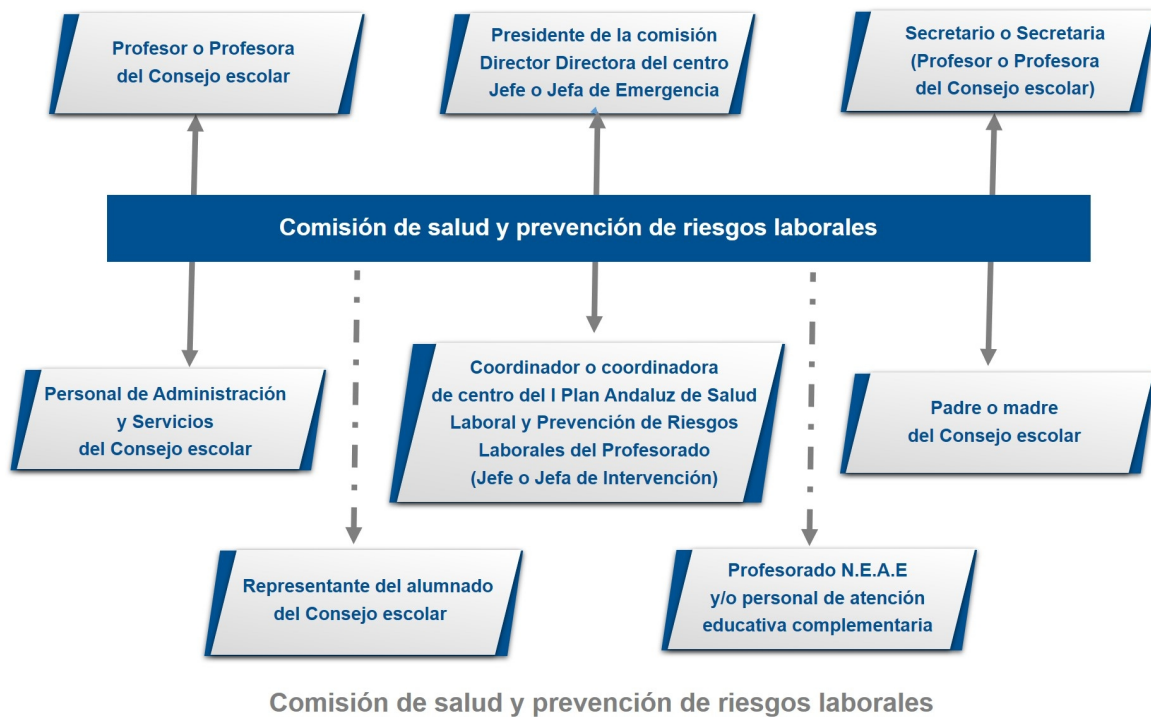 Profesor o Profesora
del Consejo escolar
Presidente de la comisión
Director Directora del centro
Jefe o Jefa de Emergencia
Secretario o Secretaria
(Profesor o Profesora
del Consejo escolar)
Comisión de salud y prevención de riesgos laborales
Personal de Administración
y Servicios
del Consejo escolar
Coordinador o coordinadora
de centro del I Plan Andaluz de Salud
Laboral y Prevención de Riesgos
Laborales del Profesorado
(Jefe o Jefa de Intervención)
Padre o madre
del Consejo escolar
Representante del alumnado
del Consejo escolar
Profesorado N.E.A.E
y/o personal de atención
educativa complementaria
Comisión de salud y prevención de riesgos laborales